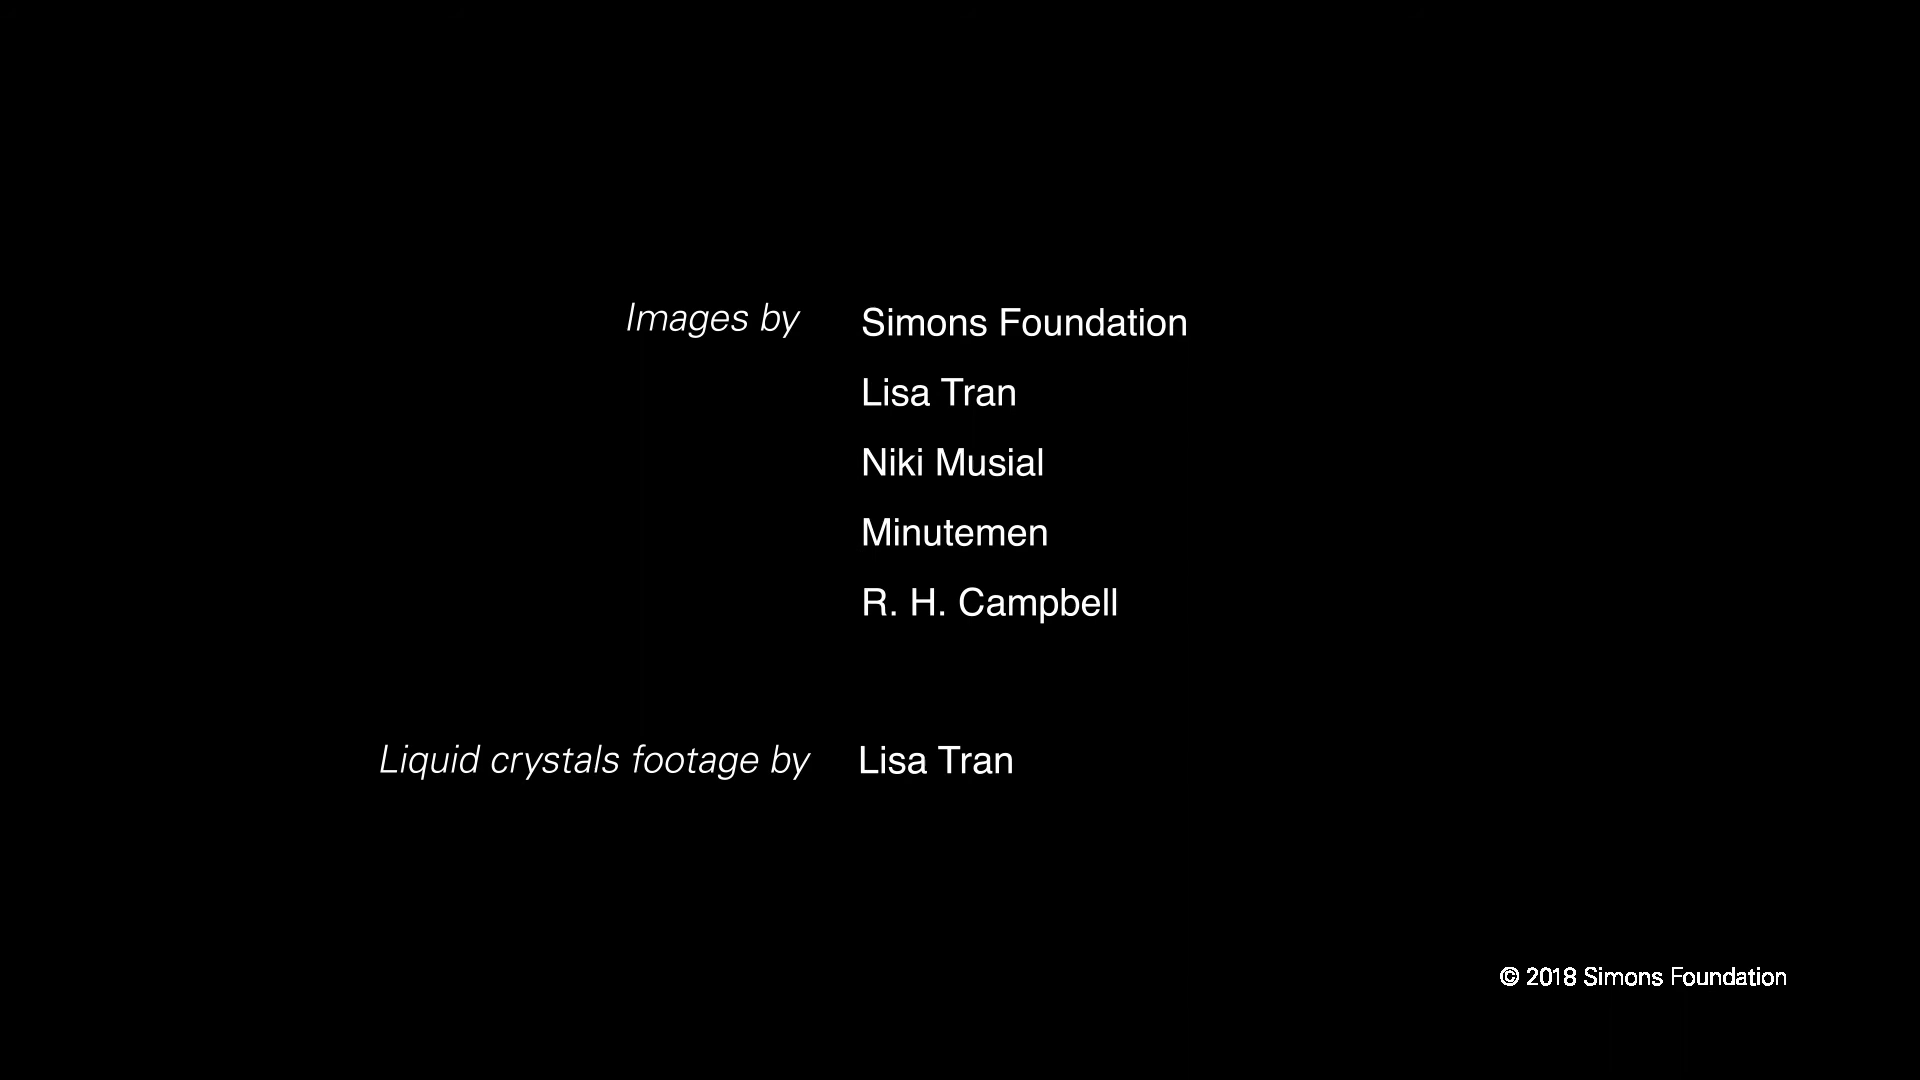 Images by Simons Foundation
Lisa Tran
Niki Musial
Minutemen
R. H. Campbell
Liquid crystals footage by Lisa Tran
© 2018 Simons Foundation